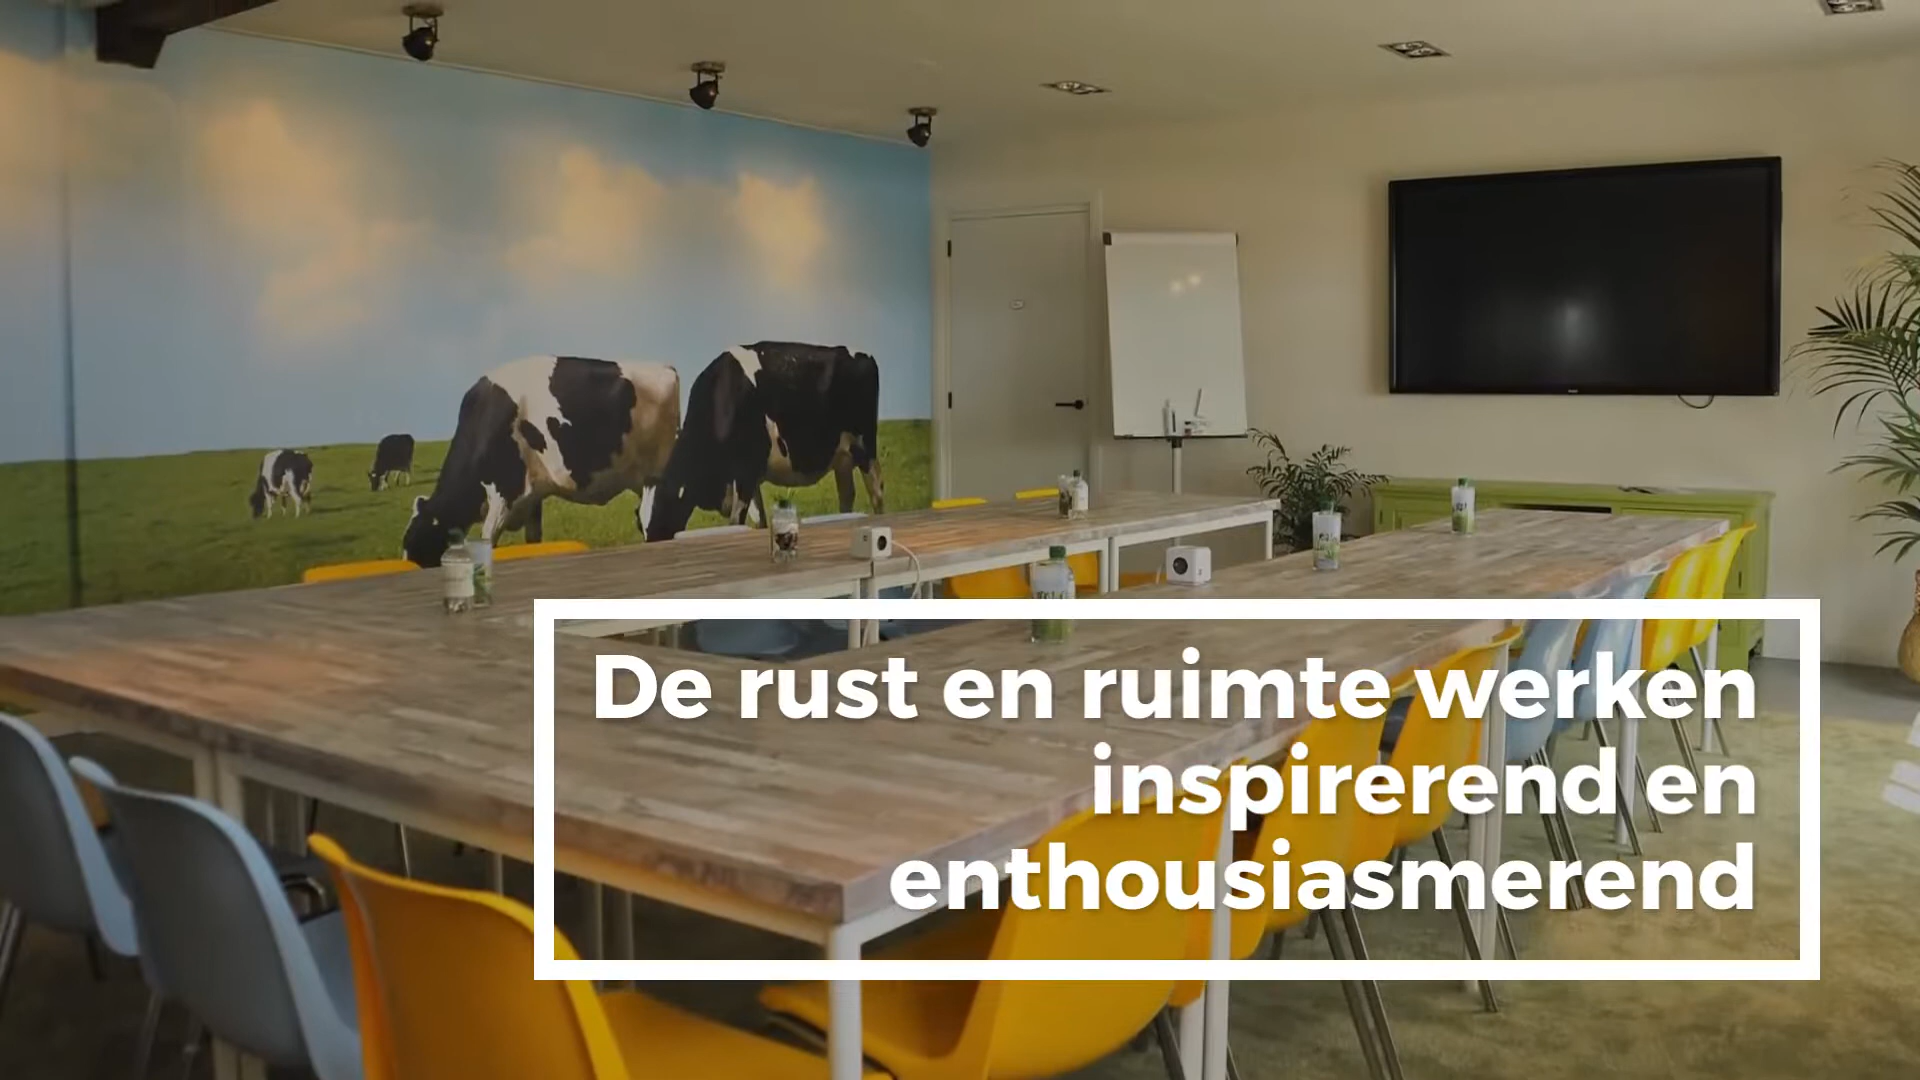 De rust en ruimte werken
inspirerend en
enthousiasmerend